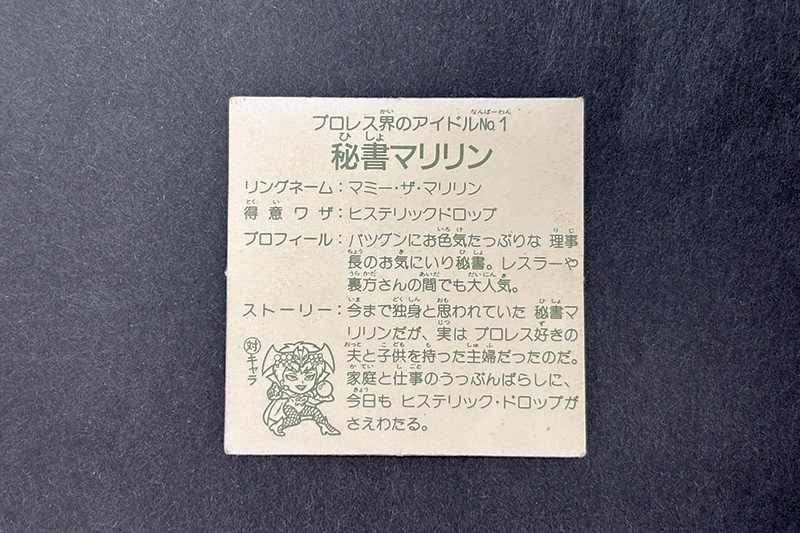 プロレス界のアイドルNo.1
秘書マリリン
リングネーム：マミー・ザ・マリリン
得意ワザ：ヒステリックドロップ
プロフィール：バツグンにお色気たっぷりな 理事
長のお気にいり秘書。レスラーや
裏方さんの間でも大人気。
ストーリー：今まで独身と思われていた 秘書マ
リリンだが、実は プロレス好きの
夫と子供を持った主婦だったのだ。
家庭と仕事のうっぷんばらしに、
今日も ヒステリック・ドロップが
さえわたる。
対キャラ